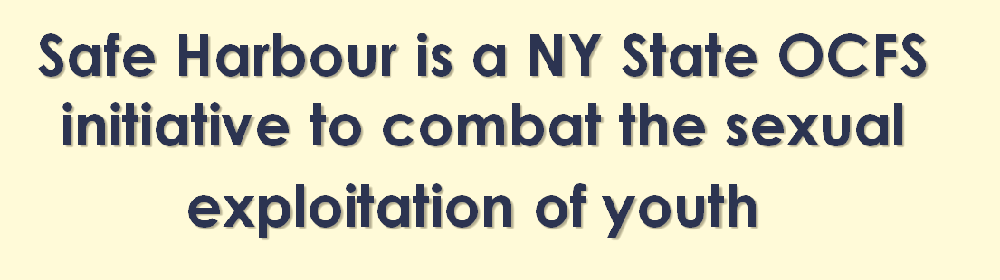 Safe Harbour is a NY State OCFS
initiative to combat the sexual
exploitation of youth